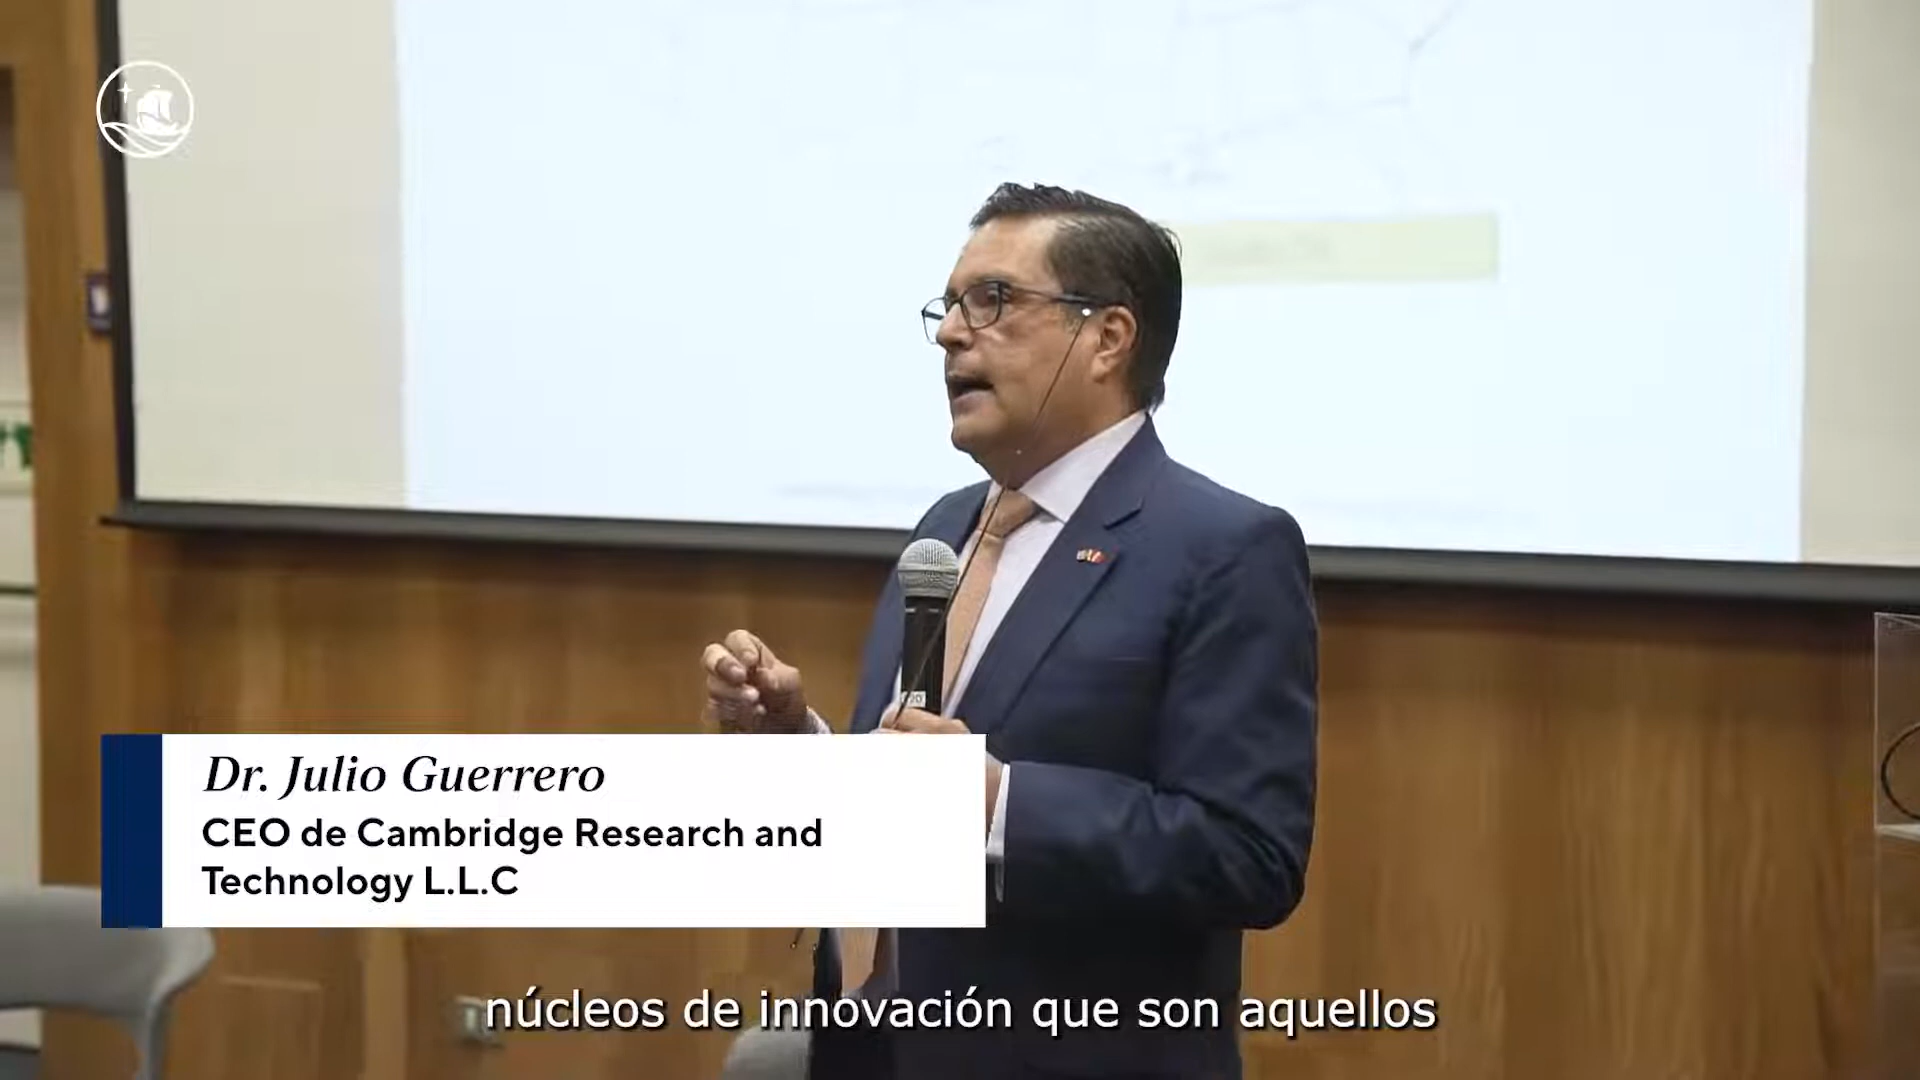 Dr. Julio Guerrero
CEO de Cambridge Research and
Technology L.L.C
núcleos de innovación que son aquellos